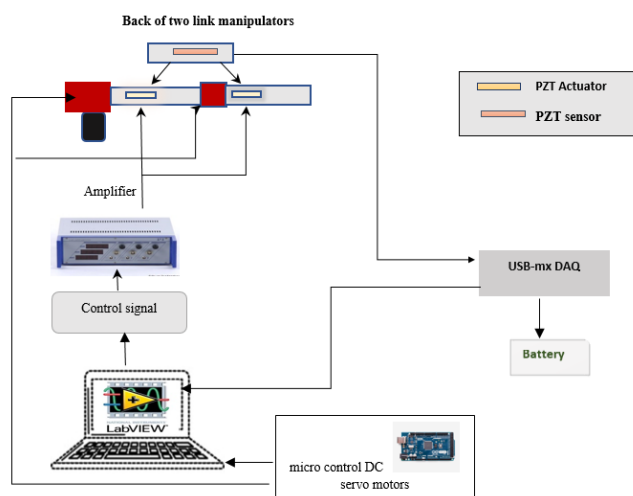 Back of two link manipulators
PZT Actuator
PZT sensor
Amplifier
USB-mx DAQ
Control signal
Battery
LabVIEW
micro control DC
servo motors